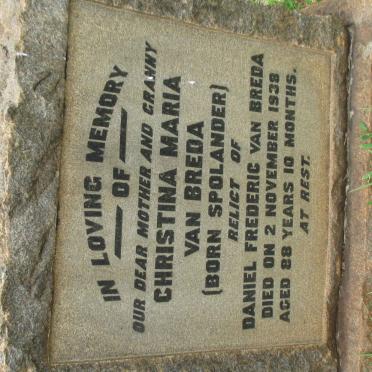 IN LOVING MEMORY
OF
OUR DEAR MOTHER AND GRANNY
CHRISTINA MARIA
VAN BREDA
(BORN SPOLANDER)
RELICT OF
DANIEL FREDERIC VAN BREDA
DIED ON 2 NOVEMBER 1938
AGED 88 YEARS 10 MONTHS.
AT REST.